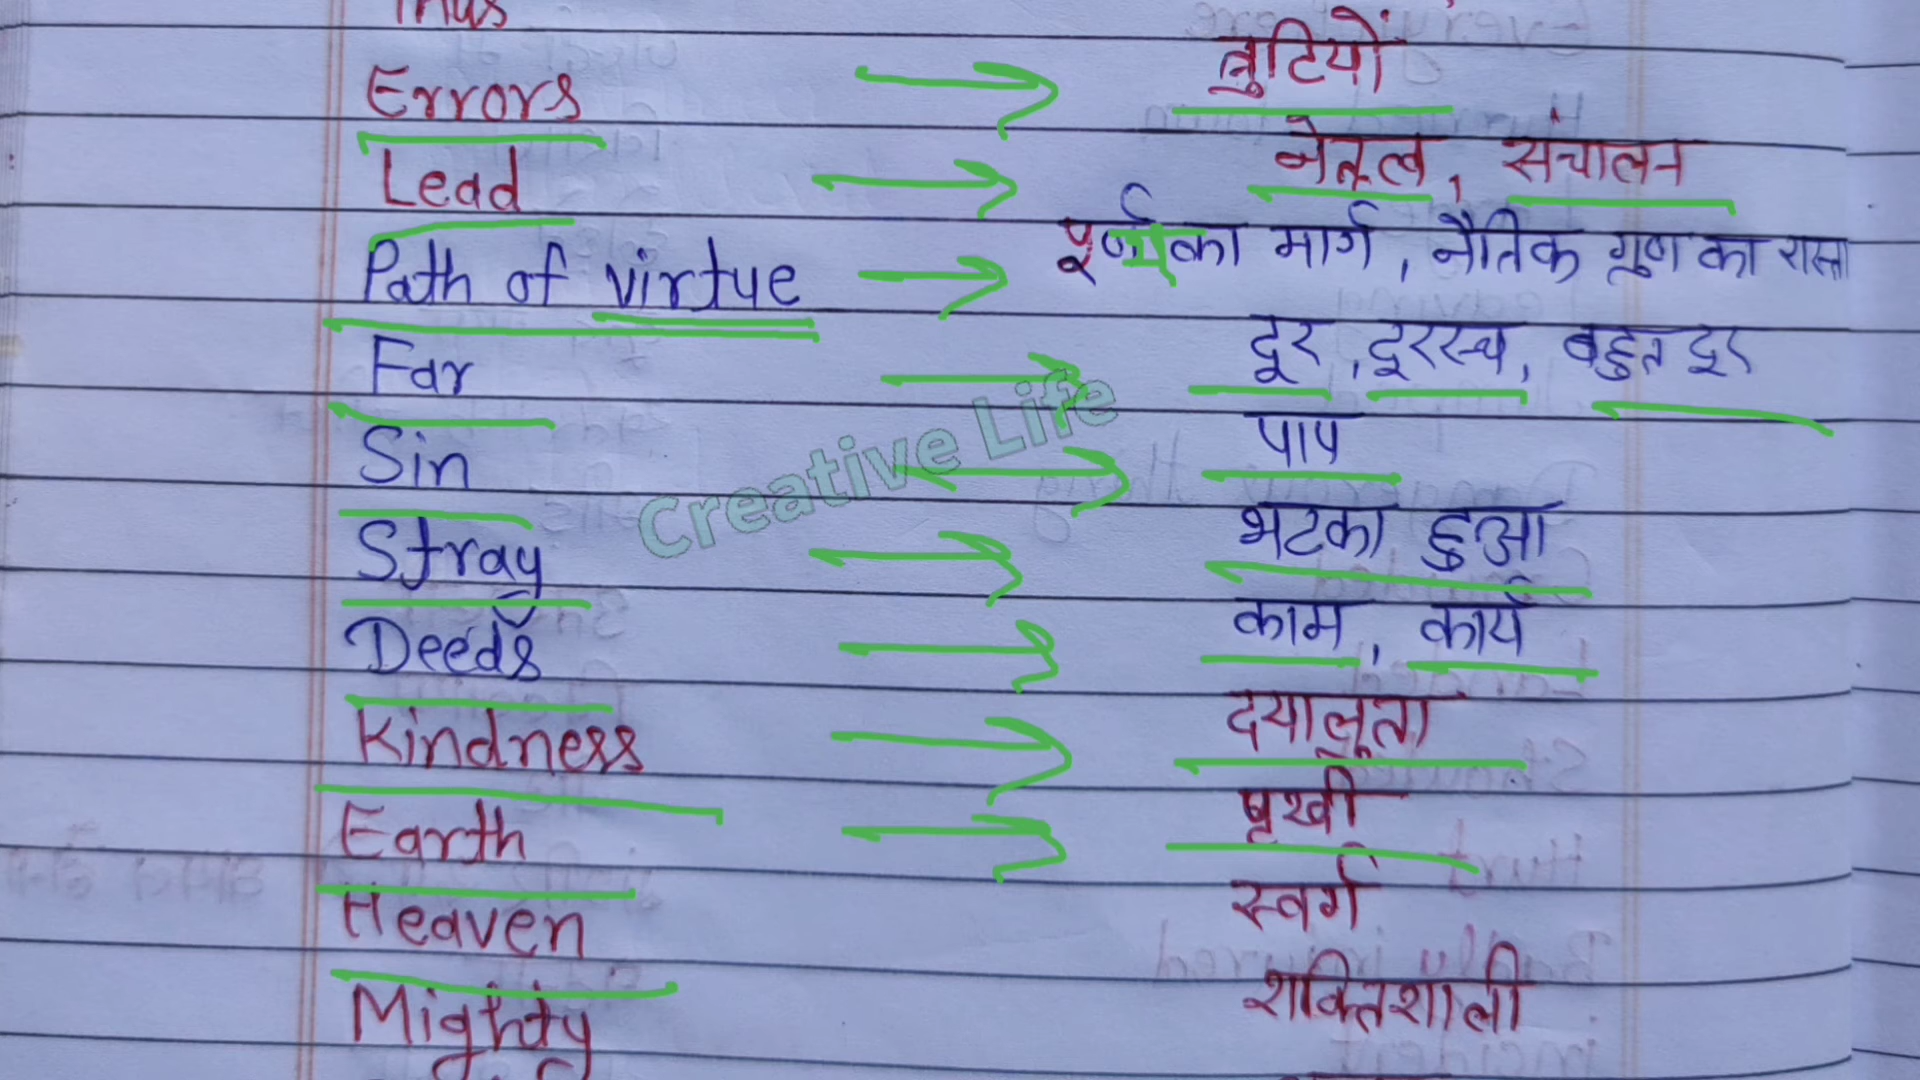 Thus
Errors त्रुटियों
Lead नेतृत्व, संचालन
Path of virtue पूण्य का मार्ग, नैतिक गुण का रास्ता
Far दूर, दूरस्थ, बहुत दूर
Creative Life
Sin पाप
Stray भटका हुआ
Deeds काम, कार्य
Kindness दयालूता
Earth पृथ्वी
Heaven स्वर्ग
Mighty शक्तिशाली